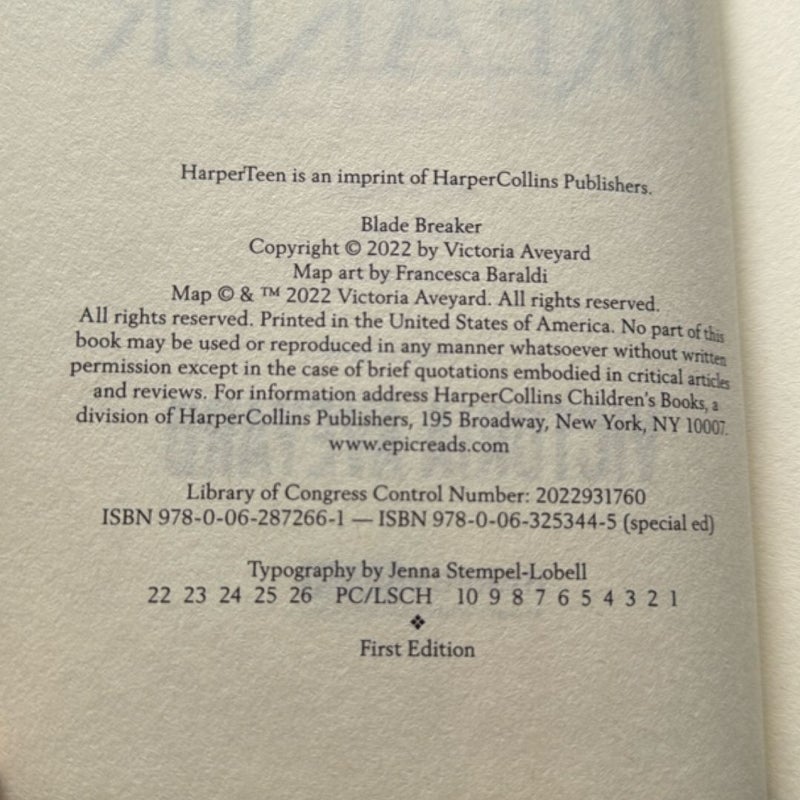 HarperTeen is an imprint of HarperCollins Publishers.
Blade Breaker
Copyright © 2022 by Victoria Aveyard
Map art by Francesca Baraldi
Map © & ™ 2022 Victoria Aveyard. All rights reserved.
All rights reserved. Printed in the United States of America. No part of this
book may be used or reproduced in any manner whatsoever without written
permission except in the case of brief quotations embodied in critical articles
and reviews. For information address HarperCollins Children's Books, a
division of HarperCollins Publishers, 195 Broadway, New York, NY 10007.
www.epicreads.com
Library of Congress Control Number: 2022931760
ISBN 978-0-06-287266-1 — ISBN 978-0-06-325344-5 (special ed)
Typography by Jenna Stempel-Lobell
22 23 24 25 26 PC/LSCH 10 9 8 7 6 5 4 3 2 1
❖
First Edition